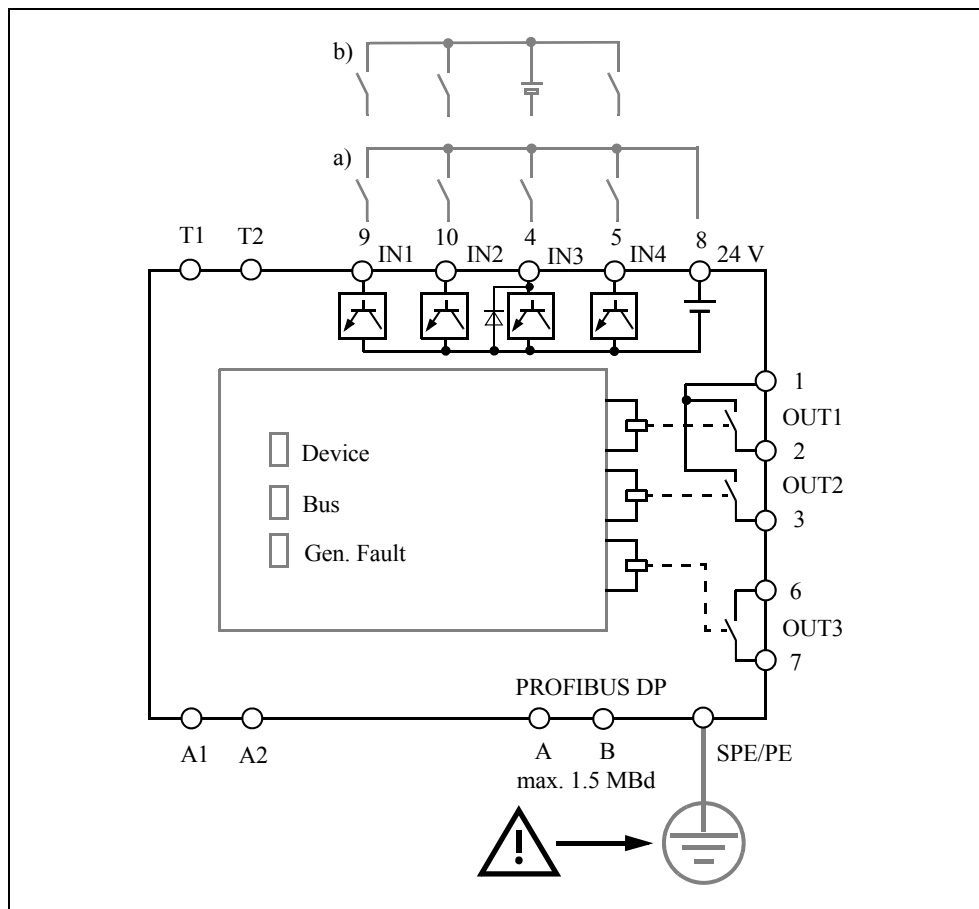 b)
a)
T1 T2 9 IN1 10 IN2 4 IN3 5 IN4 8 24 V
1
OUT1
2
OUT2
3
Device
Bus
Gen. Fault
6
OUT3
7
PROFIBUS DP
A1 A2 A B SPE/PE
max. 1.5 MBd
!